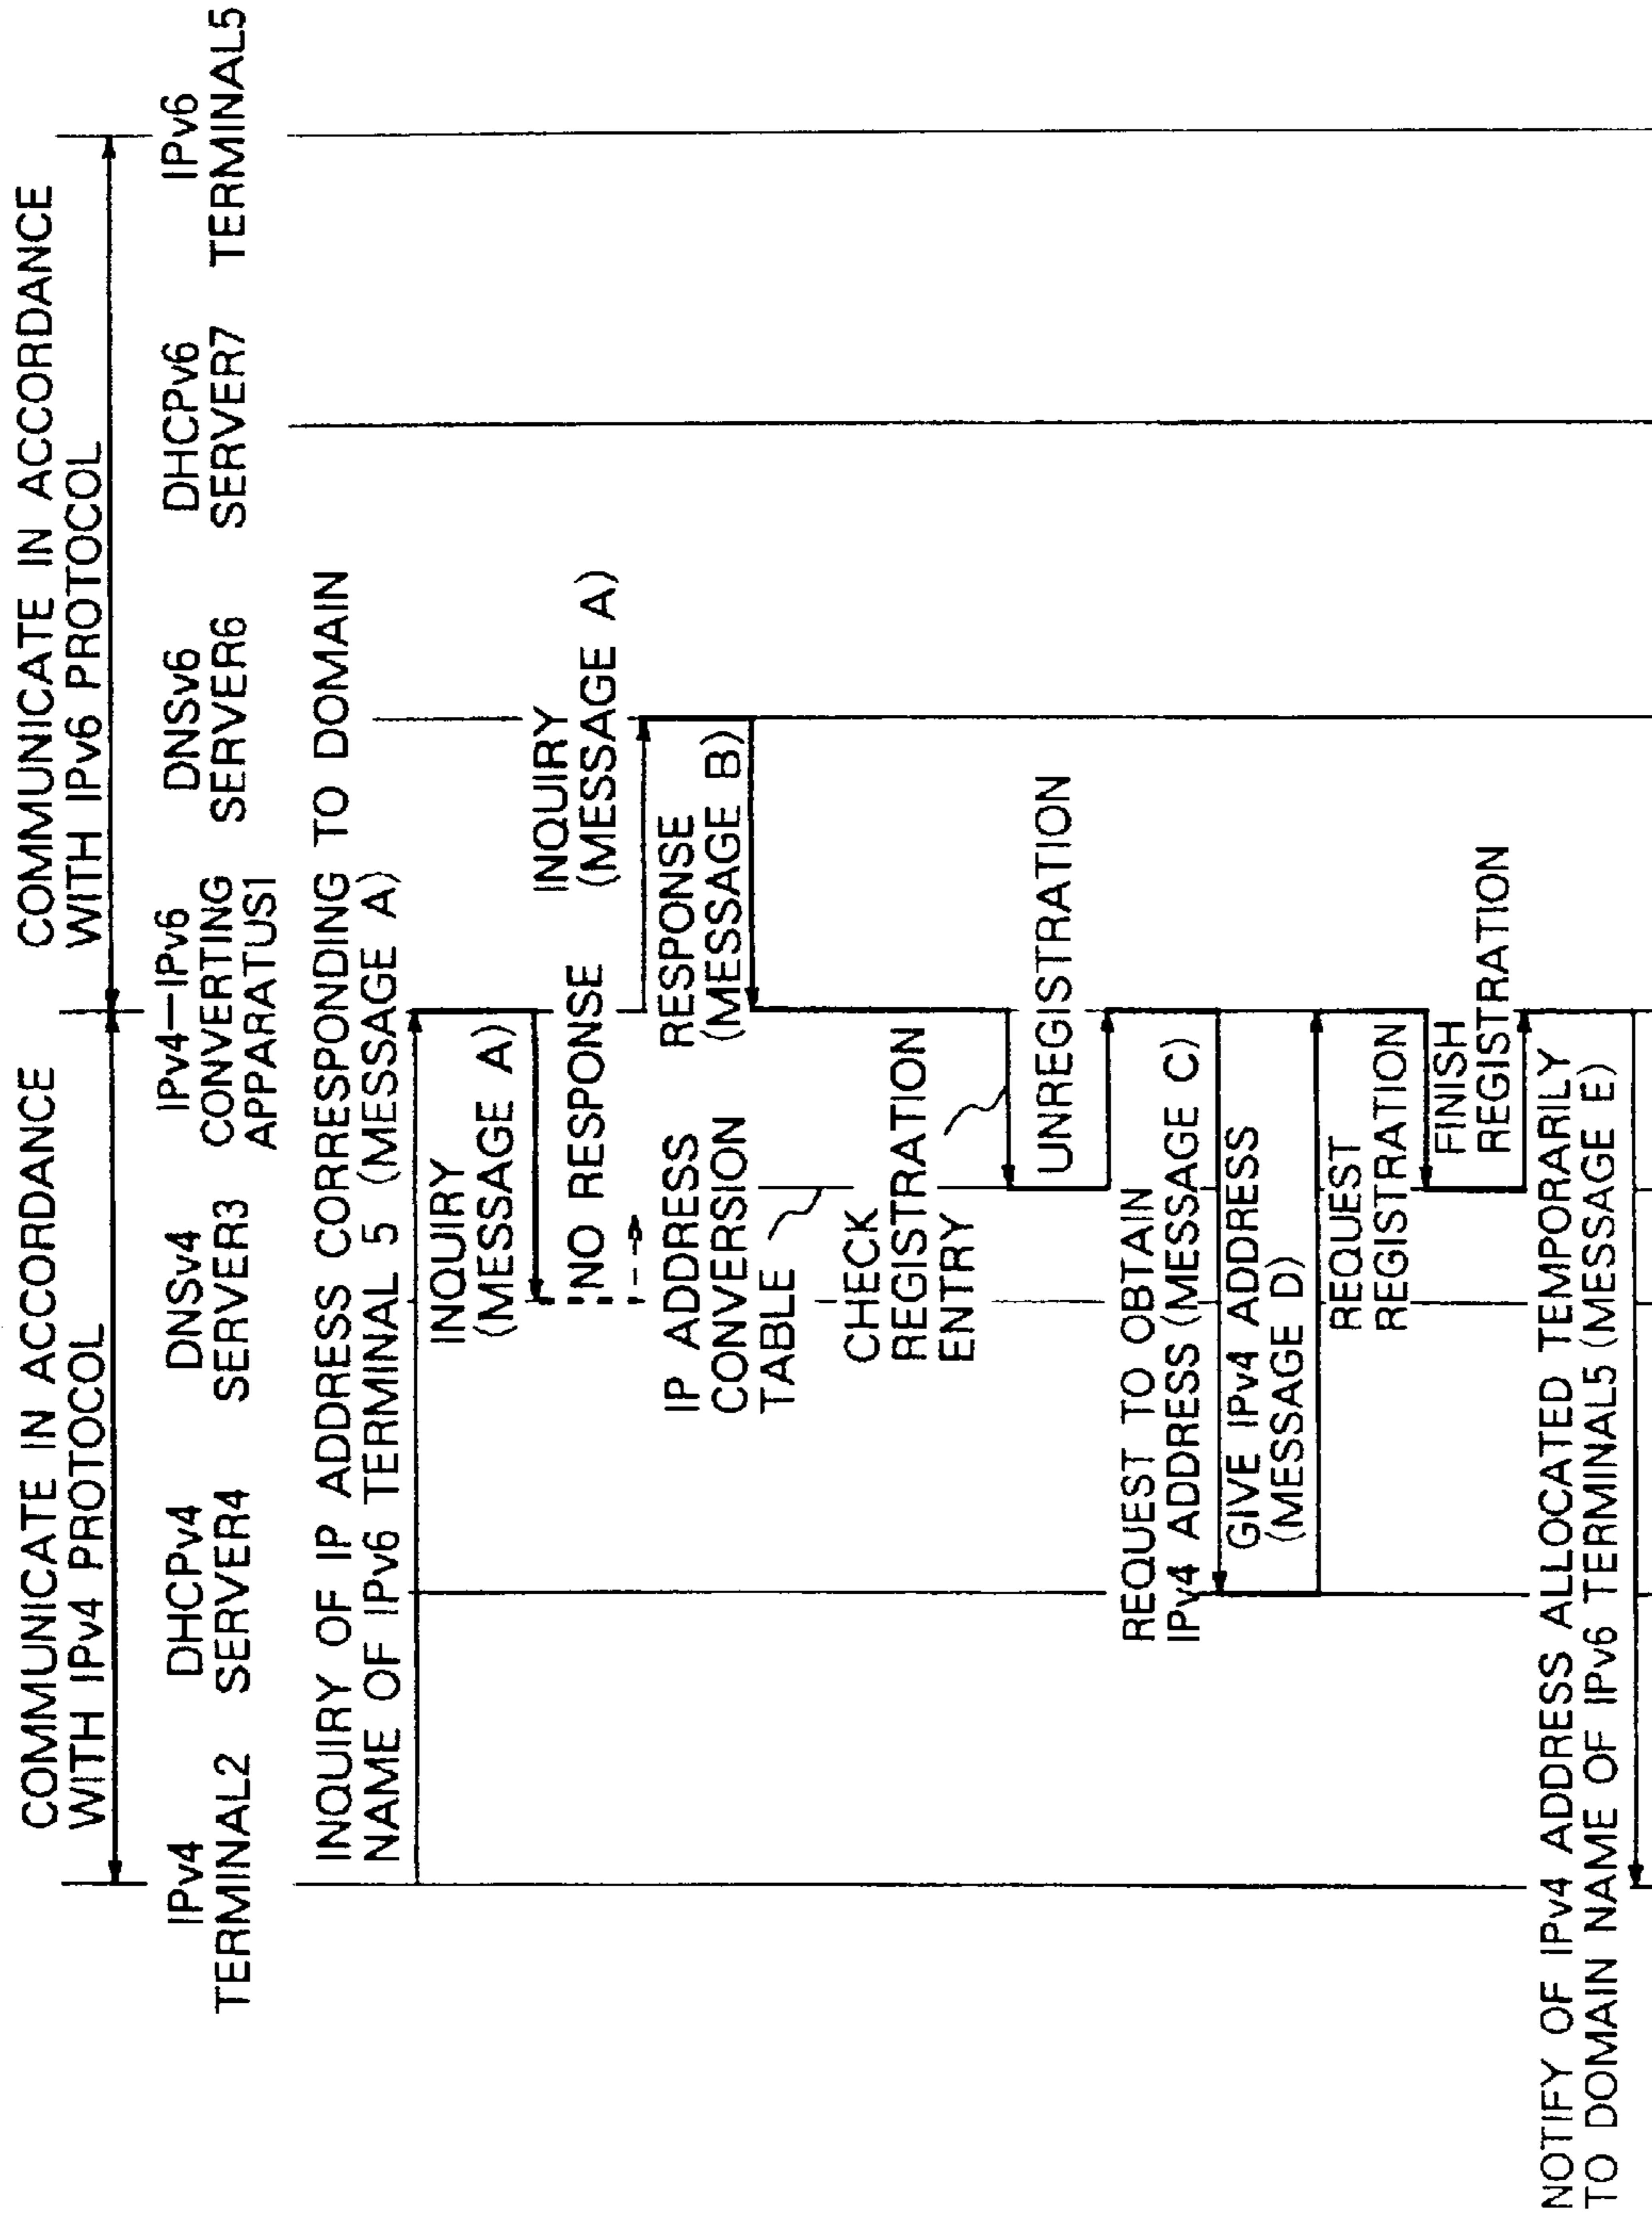 COMMUNICATE IN ACCORDANCE
WITH IPv4 PROTOCOL
COMMUNICATE IN ACCORDANCE
WITH IPv6 PROTOCOL
IPv4
TERMINAL2
DHCPv4
SERVER4
DNSv4
SERVER3
IPv4—IPv6
CONVERTING
APPARATUS1
DNSv6
SERVER6
DHCPv6
SERVER7
IPv6
TERMINAL5
INQUIRY OF IP ADDRESS CORRESPONDING TO DOMAIN
NAME OF IPv6 TERMINAL 5 (MESSAGE A)
INQUIRY
(MESSAGE A)
NO RESPONSE
INQUIRY
(MESSAGE A)
RESPONSE
(MESSAGE B)
IP ADDRESS
CONVERSION
TABLE
CHECK
REGISTRATION
ENTRY
UNREGISTRATION
REQUEST TO OBTAIN
IPv4 ADDRESS (MESSAGE C)
GIVE IPv4 ADDRESS
(MESSAGE D)
REQUEST
REGISTRATION
FINISH
REGISTRATION
NOTIFY OF IPv4 ADDRESS ALLOCATED TEMPORARILY
TO DOMAIN NAME OF IPv6 TERMINAL5 (MESSAGE E)